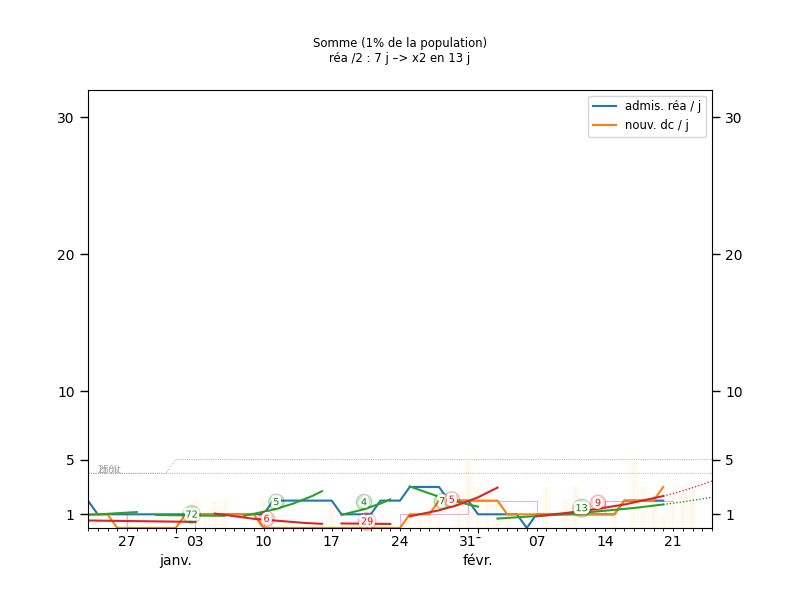 Somme (1% de la population)
réa /2 : 7 j –> x2 en 13 j
admis. réa / j
nouv. dc / j
30 30
20 20
10 10
5 5
1 1
72 6 5 29 4 7 5 13 9
27 03 10 17 24 31 07 14 21
janv. févr.